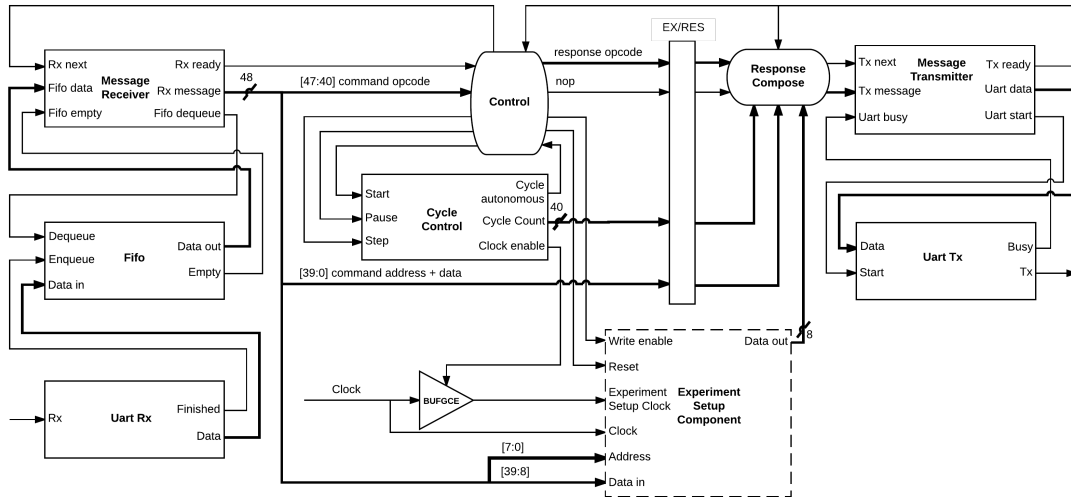 EX/RES
Rx next
Fifo data
Fifo empty
Message
Receiver
Rx ready
Rx message
Fifo dequeue
48
[47:40] command opcode
Control
response opcode
nop
Response
Compose
Tx next
Tx message
Uart busy
Message
Transmitter
Tx ready
Uart data
Uart start
Start
Pause
Step
Cycle
Control
Cycle
autonomous
Cycle Count
Clock enable
40
[39:0] command address + data
Dequeue
Enqueue
Data in
Fifo
Data out
Empty
Data
Start
Uart Tx
Busy
Tx
Rx
Uart Rx
Finished
Data
Clock
BUFGCE
Write enable
Reset
Experiment
Setup Clock
Clock
Address
Data in
Data out
8
Experiment
Setup
Component
[7:0]
[39:8]